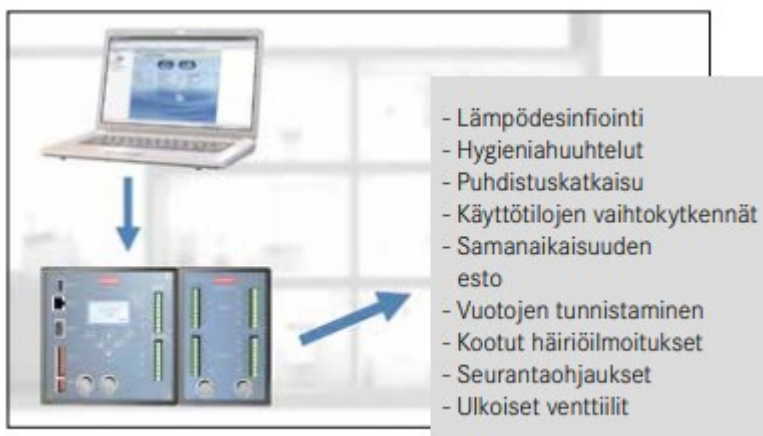 - Lämpödesinfiointi
- Hygieniahuuhtelut
- Puhdistuskatkaisu
- Käyttötilojen vaihtokytkennät
- Samanaikaisuuden
esto
- Vuotojen tunnistaminen
- Kootut häiriöilmoitukset
- Seurantaohjaukset
- Ulkoiset venttiilit